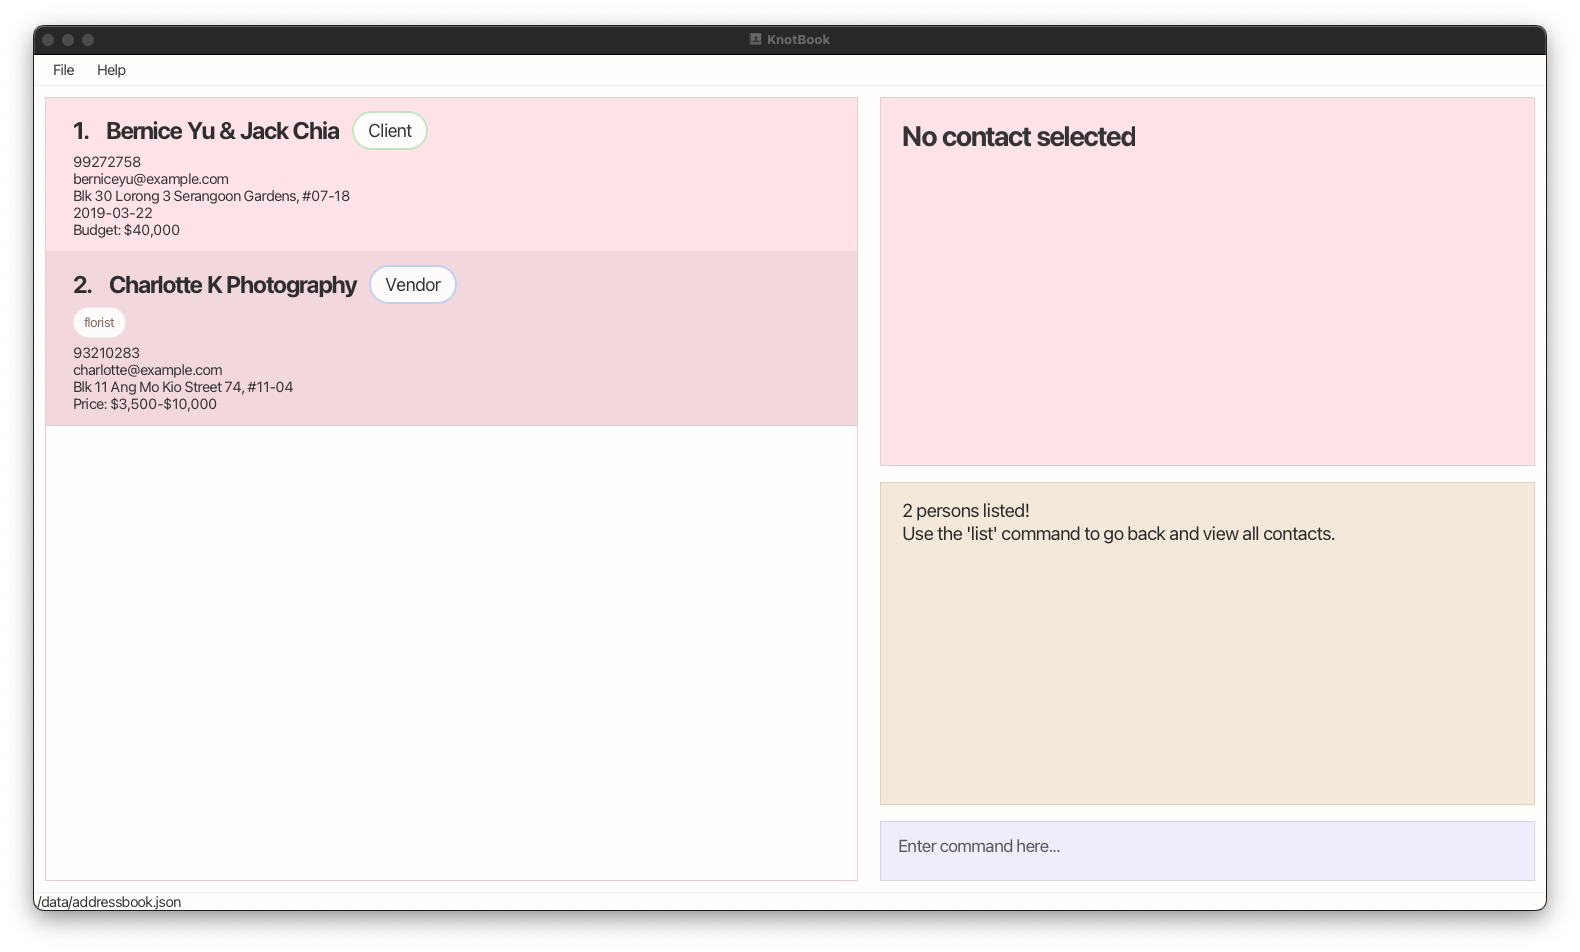 KnotBook
File Help
1. Bernice Yu & Jack Chia Client
99272758
berniceyu@example.com
Blk 30 Lorong 3 Serangoon Gardens, #07-18
2019-03-22
Budget: $40,000
2. Charlotte K Photography Vendor
florist
93210283
charlotte@example.com
Blk 11 Ang Mo Kio Street 74, #11-04
Price: $3,500-$10,000
No contact selected
2 persons listed!
Use the 'list' command to go back and view all contacts.
Enter command here...
/data/addressbook.json